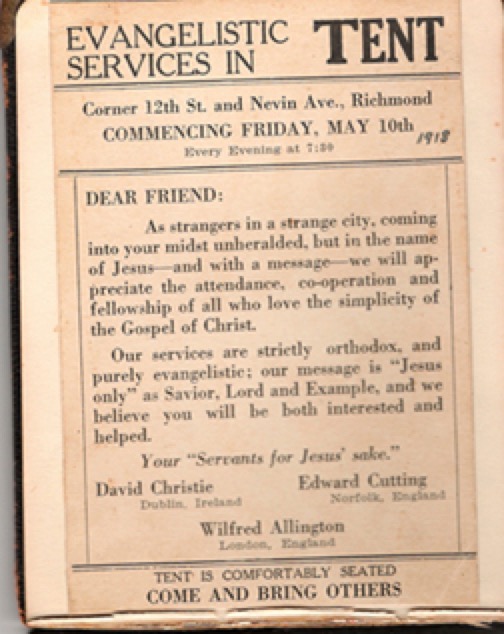 EVANGELISTIC
SERVICES IN TENT
Corner 12th St. and Nevin Ave., Richmond
COMMENCING FRIDAY, MAY 10th
1918
Every Evening at 7:30
DEAR FRIEND:
As strangers in a strange city, coming
into your midst unheralded, but in the name
of Jesus—and with a message—we will ap-
preciate the attendance, co-operation and
fellowship of all who love the simplicity of
the Gospel of Christ.
Our services are strictly orthodox, and
purely evangelistic; our message is "Jesus
only" as Savior, Lord and Example, and we
believe you will be both interested and
helped.
Your "Servants for Jesus' sake."
David Christie Edward Cutting
Dublin, Ireland Norfolk, England
Wilfred Allington
London, England
TENT IS COMFORTABLY SEATED
COME AND BRING OTHERS